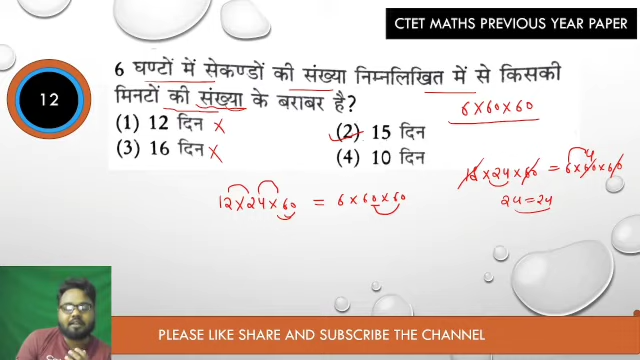 CTET MATHS PREVIOUS YEAR PAPER
12
6 घण्टों में सेकण्डों की संख्या निम्नलिखित में से किसकी
मिनटों की संख्या के बराबर है?
6 x 60 x 60
(1) 12 दिन x
(2) 15 दिन
(3) 16 दिन x
(4) 10 दिन
15 x 24 x 60 = 6 x 60 x 60
4
24 = 24
12 x 24 x 60 = 6 x 60 x 60
PLEASE LIKE SHARE AND SUBSCRIBE THE CHANNEL